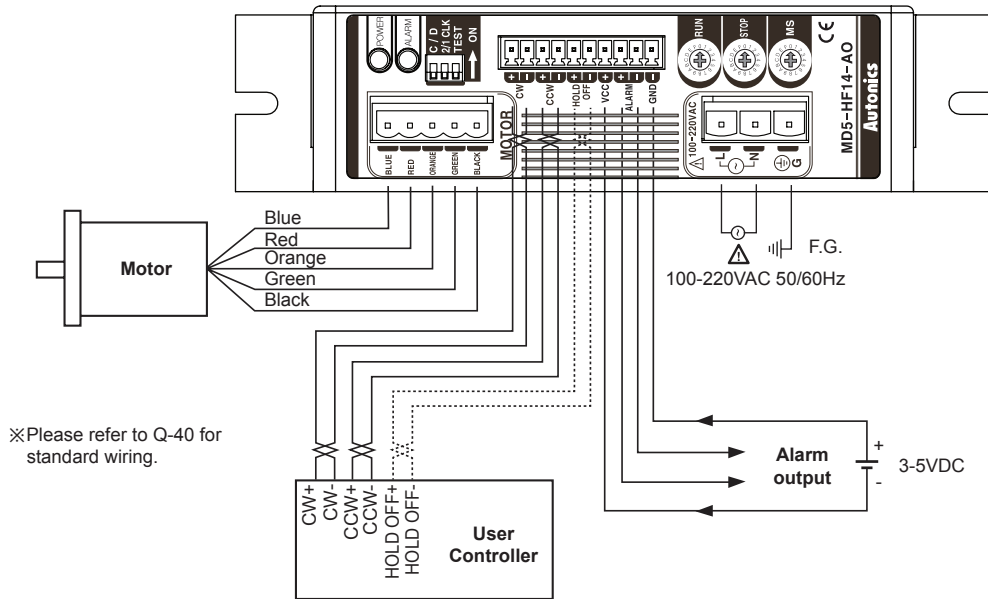 POWER
ALARM
C / D
2/1 CLK
TEST
ON
RUN
STOP
MS
+ CW -
+ CCW -
+ HOLD OFF -
+ VCC
+ ALARM -
GND -
MOTOR
BLUE
RED
ORANGE
GREEN
BLACK
100-220VAC
L
N
G
MD5-HF14-AO
Autonics
Blue
Red
Orange
Green
Black
Motor
F.G.
100-220VAC 50/60Hz
※Please refer to Q-40 for
standard wiring.
CW+
CW-
CCW+
CCW-
HOLD OFF+
HOLD OFF-
User
Controller
Alarm
output
+
-
3-5VDC